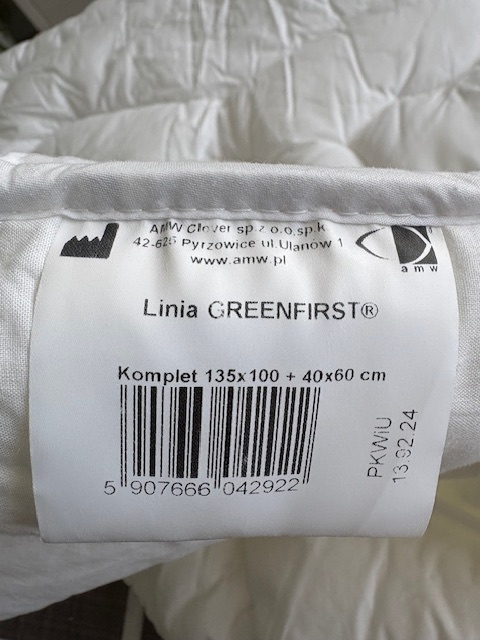 AMW Clover sp.z o.o.sp.k
42-625 Pyrzowice ul.Ułanów 1
www.amw.pl
amw
Linia GREENFIRST®
Komplet 135x100 + 40x60 cm
5 907666 042922
PKWiU
13.92.24